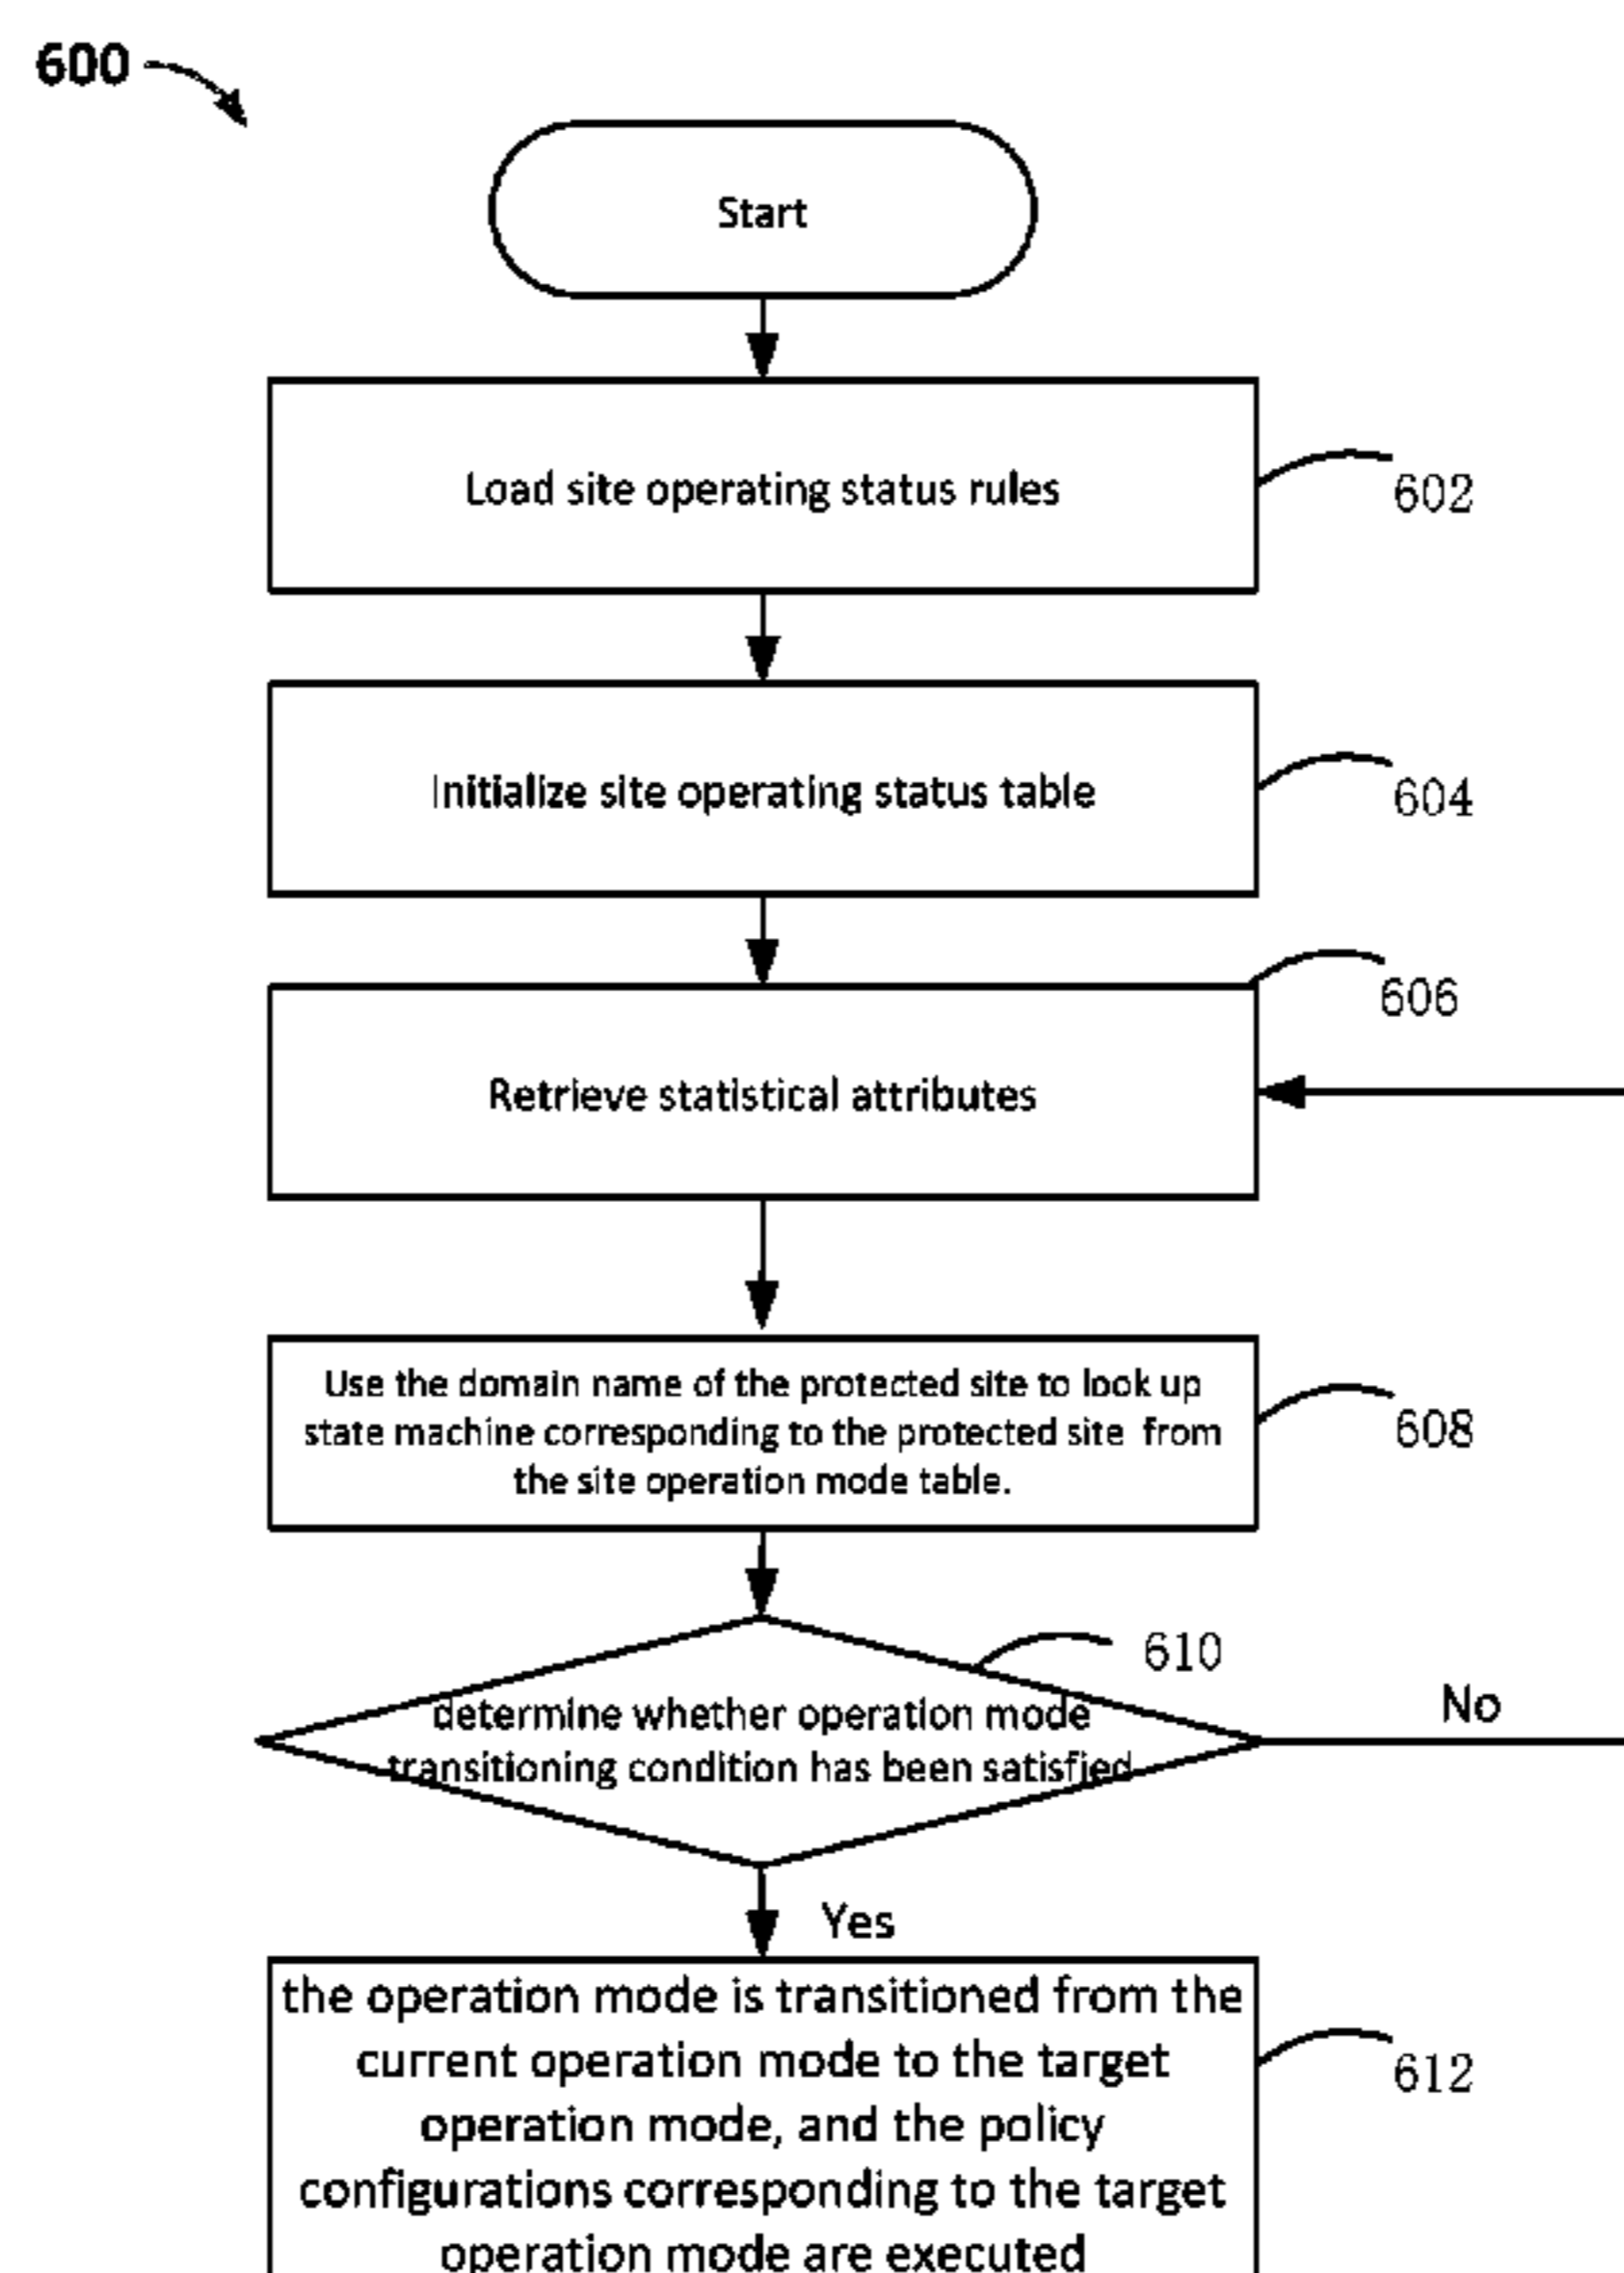 600
Start
Load site operating status rules
602
Initialize site operating status table
604
606
Retrieve statistical attributes
Use the domain name of the protected site to look up
state machine corresponding to the protected site from
the site operation mode table.
608
610
determine whether operation mode
transitioning condition has been satisfied
No
Yes
the operation mode is transitioned from the
current operation mode to the target
operation mode, and the policy
configurations corresponding to the target
operation mode are executed
612